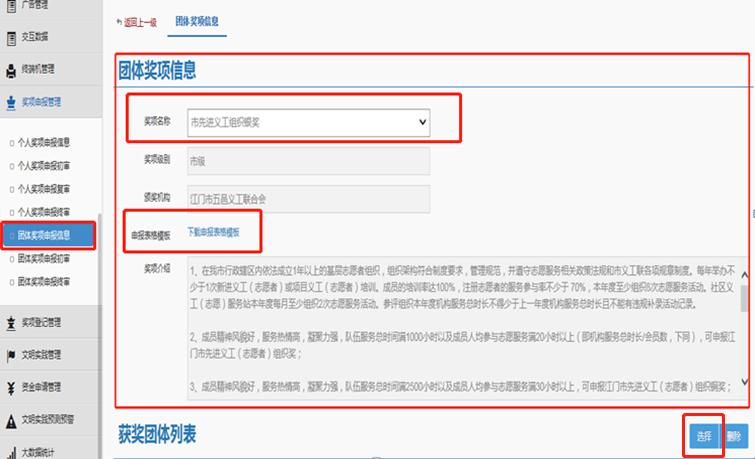 广告管理
交互数据
终端机管理
奖项申报管理
个人奖项申报信息
个人奖项申报初审
个人奖项申报复审
个人奖项申报终审
团体奖项申报信息
团体奖项申报初审
团体奖项申报终审
奖项登记管理
文明实践管理
资金申请管理
文明实践预测预警
大数据统计
返回上一级 团体奖项信息
团体奖项信息
奖项名称 市先进义工组织银奖
奖项级别 市级
颁奖机构 江门市五邑义工联合会
申报表格模板 下载申报表格模板
奖项介绍
1、在我市行政辖区内依法成立1年以上的基层志愿者组织，组织架构符合制度要求，管理规范，并遵守志愿服务相关政策法规和市义工联各项规章制度。每年举办不
少于1次新进义工（志愿者）或项目义工（志愿者）培训。成员的培训率达100%，注册志愿者的服务参与率不少于70%，本年度至少组织6次志愿服务活动。社区义
工（志愿）服务站本年度每月至少组织2次志愿服务活动。参评组织本年度机构服务总时长不得少于上一年度机构服务总时长且不能有违规补录活动记录。
2、成员精神风貌好，服务热情高，凝聚力强，队伍服务总时间满1000小时以及成员人均参与志愿服务满20小时以上（即机构服务总时长/会员数，下同），可申报江
门市先进义工（志愿者）组织奖；
3、成员精神风貌好，服务热情高，凝聚力强，队伍服务总时间满2500小时以及成员人均参与志愿服务满30小时以上，可申报江门市先进义工（志愿者）组织铜奖；
获奖团体列表 选择 删除